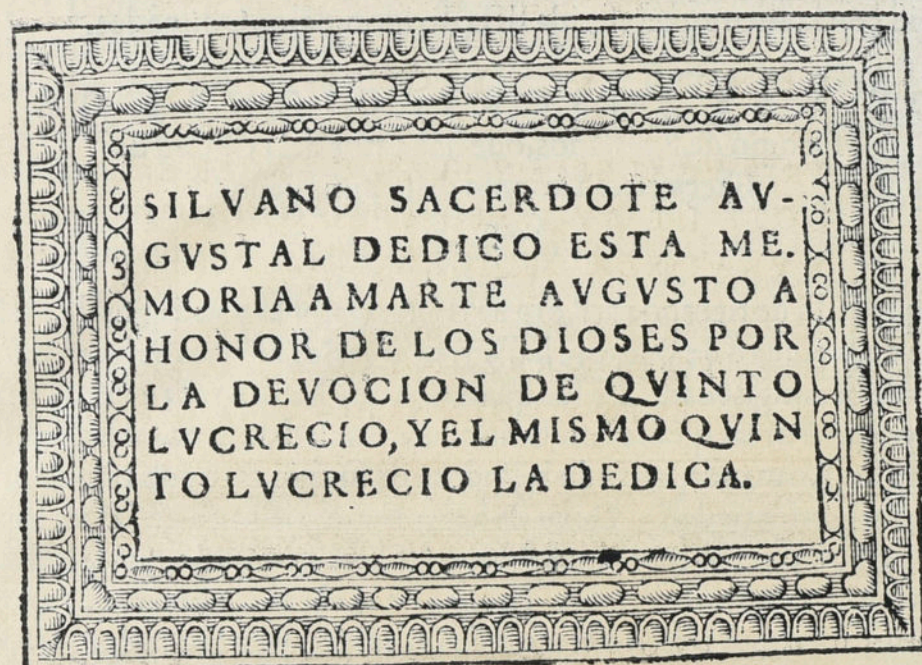 SILVANO SACERDOTE AV-
GVSTAL DEDICO ESTA ME.
MORIA A MARTE AVGVSTO A
HONOR DE LOS DIOSES POR
LA DEVOCION DE QVINTO
LVCRECIO, Y EL MISMO QVIN
TO LVCRECIO LA DEDICA.